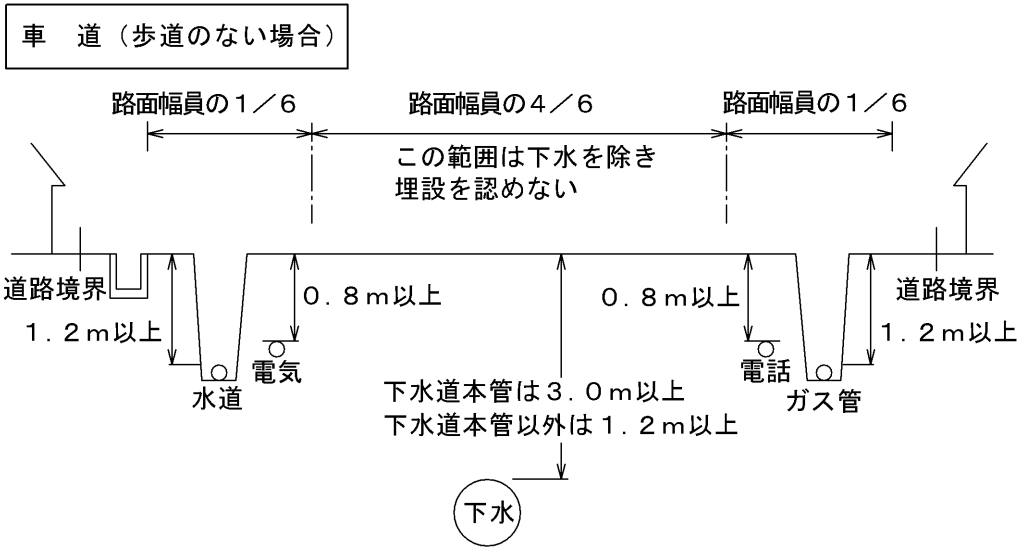 車　道（歩道のない場合）
路面幅員の１／６
路面幅員の４／６
路面幅員の１／６
この範囲は下水を除き
埋設を認めない
道路境界
１．２ｍ以上
０．８ｍ以上
０．８ｍ以上
道路境界
１．２ｍ以上
電気
水道
電話
ガス管
下水道本管は３．０ｍ以上
下水道本管以外は１．２ｍ以上
下水